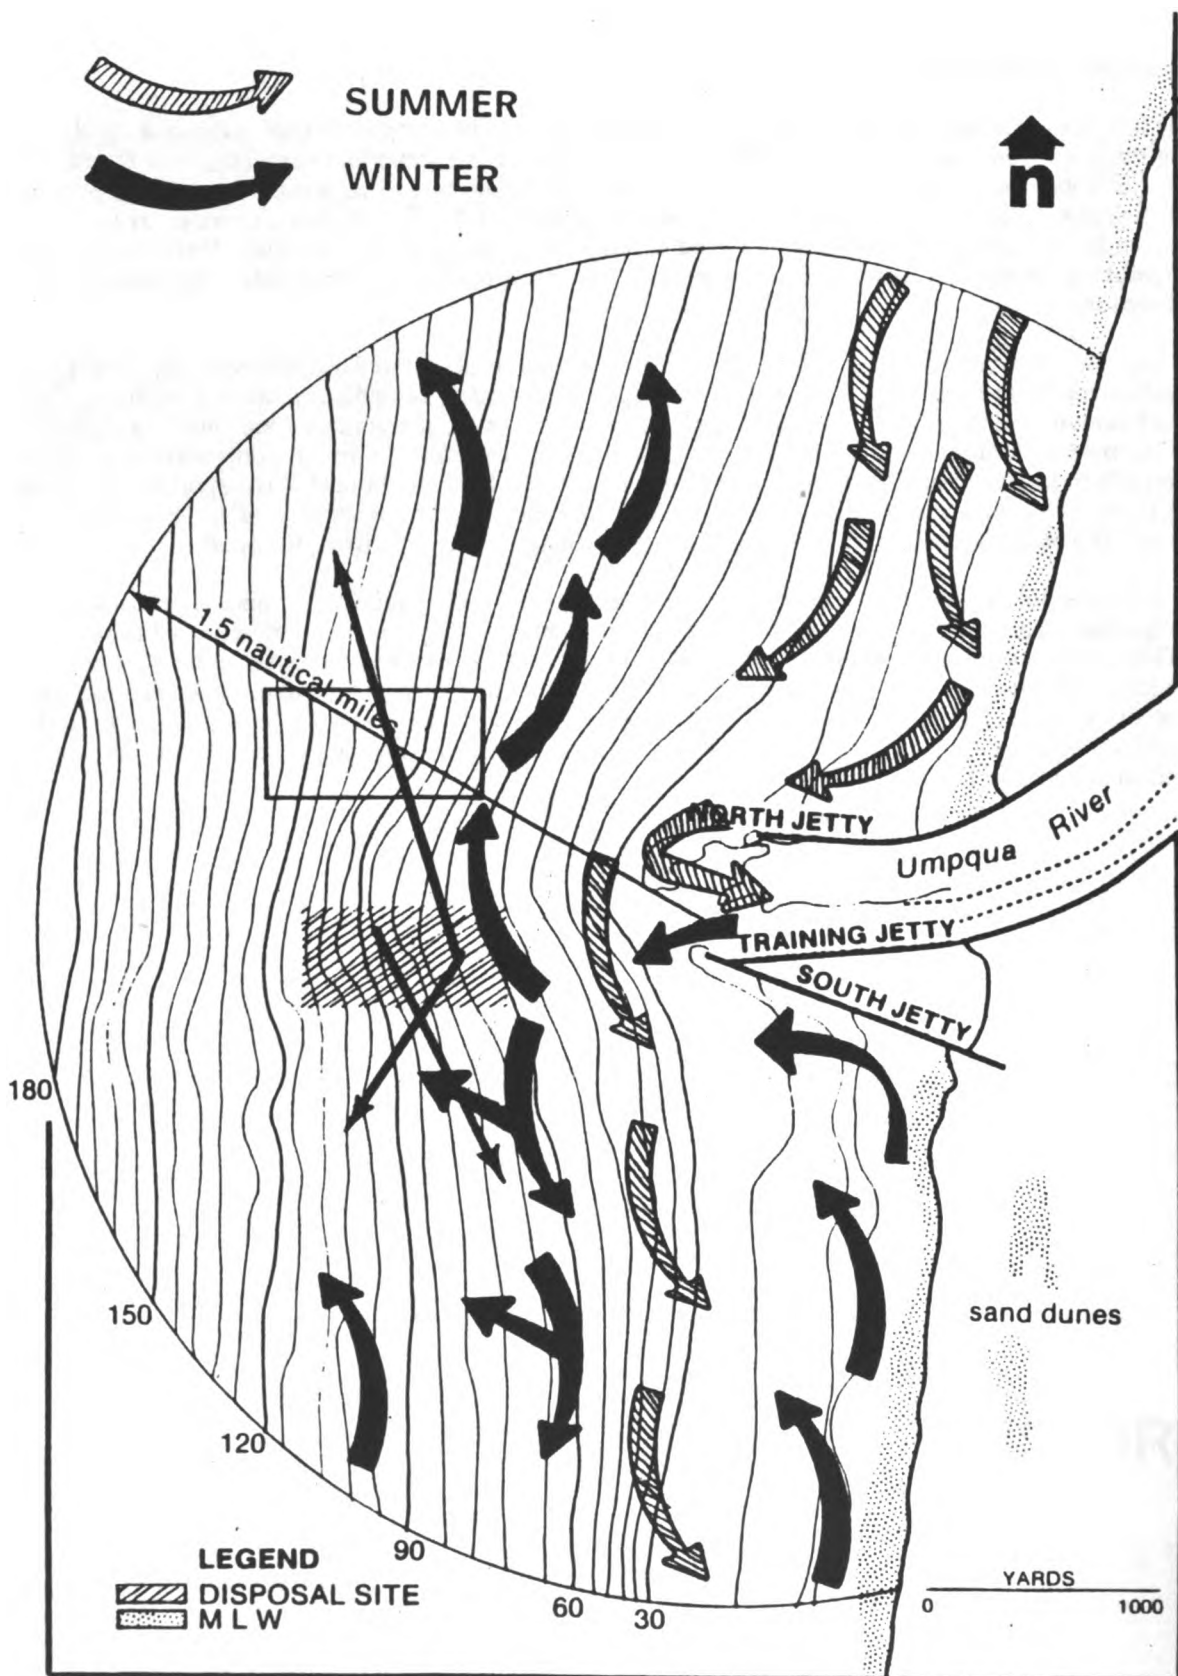 SUMMER
WINTER
n
1.5 nautical miles
NORTH JETTY
Umpqua River
TRAINING JETTY
SOUTH JETTY
180
150
sand dunes
120
90
60
30
LEGEND
DISPOSAL SITE
MLW
YARDS
0 1000